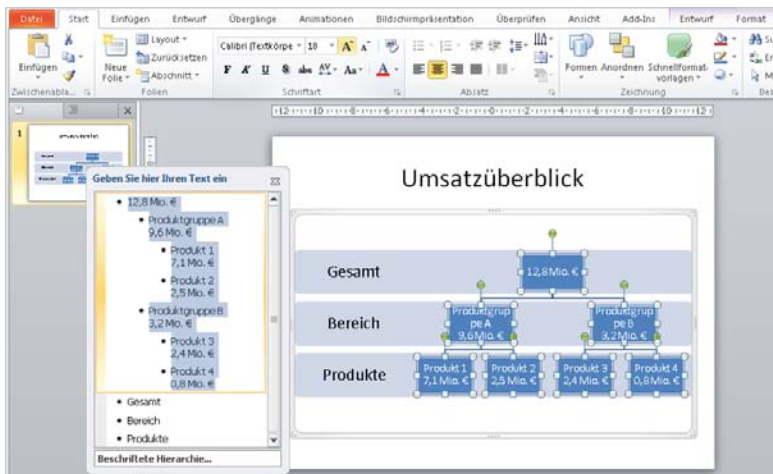 Datei Start Einfügen Entwurf Übergänge Animationen Bildschirmpräsentation Überprüfen Ansicht Add-Ins Entwurf Format
Einfügen
Neue Folie
Layout
Zurücksetzen
Abschnitt
Calibri (Textkörpe 18 A A
F K U S abc AV Aa A
Formen Anordnen Schnellformat-
vorlagen
Zwischenabla... Folien Schriftart Absatz Zeichnung
1
Geben Sie hier Ihren Text ein
12,8 Mio. €
Produktgruppe A
9,6 Mio. €
Produkt 1
7,1 Mio. €
Produkt 2
2,5 Mio. €
Produktgruppe B
3,2 Mio. €
Produkt 3
2,4 Mio. €
Produkt 4
0,8 Mio. €
Gesamt
Bereich
Produkte
Beschriftete Hierarchie...
Umsatzüberblick
Gesamt
12,8 Mio. €
Bereich
Produktgrup
pe A
9,6 Mio. €
Produktgrup
pe B
3,2 Mio. €
Produkte
Produkt 1
7,1 Mio. €
Produkt 2
2,5 Mio. €
Produkt 3
2,4 Mio. €
Produkt 4
0,8 Mio. €